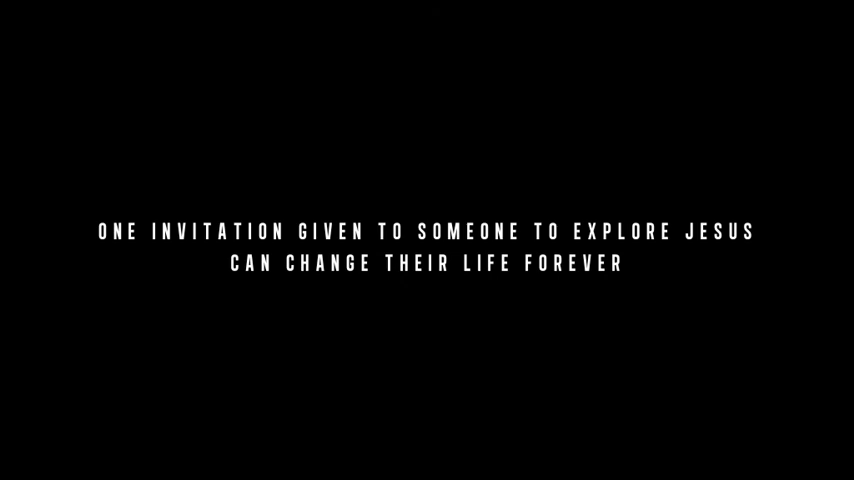 ONE INVITATION GIVEN TO SOMEONE TO EXPLORE JESUS
CAN CHANGE THEIR LIFE FOREVER